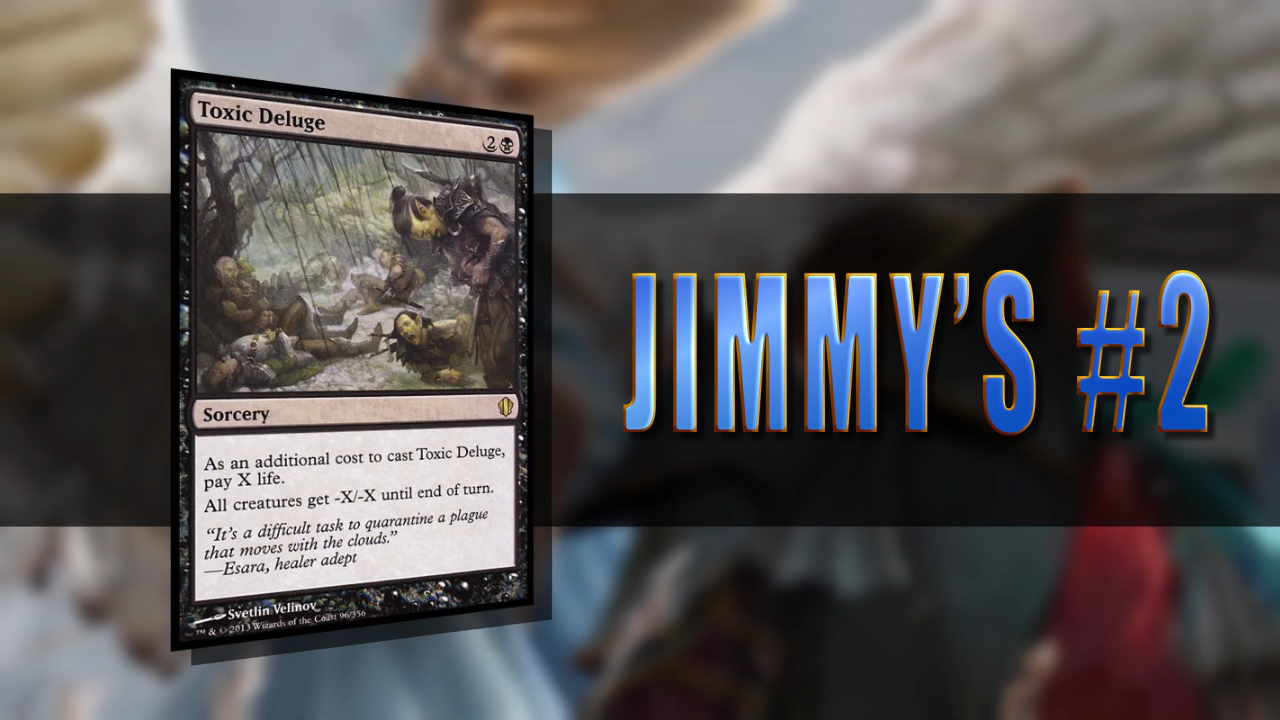 Toxic Deluge
2
Sorcery
As an additional cost to cast Toxic Deluge,
pay X life.
All creatures get -X/-X until end of turn.
“It’s a difficult task to quarantine a plague
that moves with the clouds.”
—Esara, healer adept
Svetlin Velinov
™ & © 2013 Wizards of the Coast 96/356
JIMMY’S #2